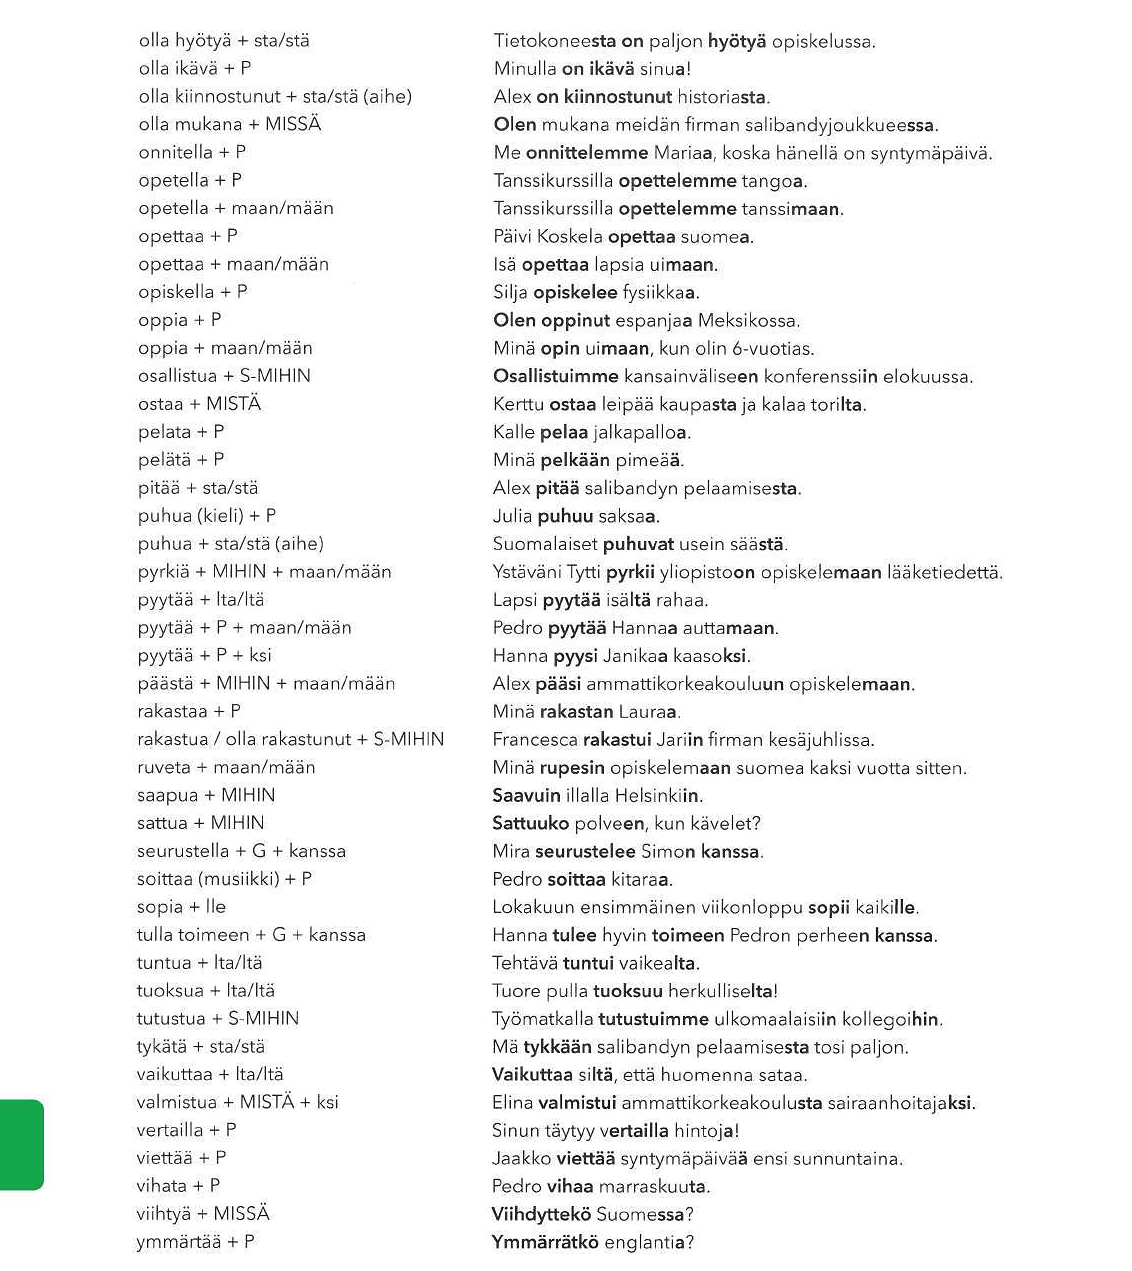 olla hyötyä + sta/stä Tietokoneesta on paljon hyötyä opiskelussa.
olla ikävä + P Minulla on ikävä sinua!
olla kiinnostunut + sta/stä (aihe) Alex on kiinnostunut historiasta.
olla mukana + MISSÄ Olen mukana meidän firman salibandyjoukkueessa.
onnitella + P Me onnittelemme Mariaa, koska hänellä on syntymäpäivä.
opetella + P Tanssikurssilla opettelemme tangoa.
opetella + maan/mään Tanssikurssilla opettelemme tanssimaan.
opettaa + P Päivi Koskela opettaa suomea.
opettaa + maan/mään Isä opettaa lapsia uimaan.
opiskella + P Silja opiskelee fysiikkaa.
oppia + P Olen oppinut espanjaa Meksikossa.
oppia + maan/mään Minä opin uimaan, kun olin 6-vuotias.
osallistua + S-MIHIN Osallistuimme kansainväliseen konferenssiin elokuussa.
ostaa + MISTÄ Kerttu ostaa leipää kaupasta ja kalaa torilta.
pelata + P Kalle pelaa jalkapalloa.
pelätä + P Minä pelkään pimeää.
pitää + sta/stä Alex pitää salibandyn pelaamisesta.
puhua (kieli) + P Julia puhuu saksaa.
puhua + sta/stä (aihe) Suomalaiset puhuvat usein säästä.
pyrkiä + MIHIN + maan/mään Ystäväni Tytti pyrkii yliopistoon opiskelemaan lääketiedettä.
pyytää + lta/ltä Lapsi pyytää isältä rahaa.
pyytää + P + maan/mään Pedro pyytää Hannaa auttamaan.
pyytää + P + ksi Hanna pyysi Janikaa kaasoksi.
päästä + MIHIN + maan/mään Alex pääsi ammattikorkeakouluun opiskelemaan.
rakastaa + P Minä rakastan Lauraa.
rakastua / olla rakastunut + S-MIHIN Francesca rakastui Jariin firman kesäjuhlissa.
ruveta + maan/mään Minä rupesin opiskelemaan suomea kaksi vuotta sitten.
saapua + MIHIN Saavuin illalla Helsinkiin.
sattua + MIHIN Sattuuko polveen, kun kävelet?
seurustella + G + kanssa Mira seurustelee Simon kanssa.
soittaa (musiikki) + P Pedro soittaa kitaraa.
sopia + lle Lokakuun ensimmäinen viikonloppu sopii kaikille.
tulla toimeen + G + kanssa Hanna tulee hyvin toimeen Pedron perheen kanssa.
tuntua + lta/ltä Tehtävä tuntui vaikealta.
tuoksua + lta/ltä Tuore pulla tuoksuu herkulliselta!
tutustua + S-MIHIN Työmatkalla tutustuimme ulkomaalaisiin kollegoihin.
tykätä + sta/stä Mä tykkään salibandyn pelaamisesta tosi paljon.
vaikuttaa + lta/ltä Vaikuttaa siltä, että huomenna sataa.
valmistua + MISTÄ + ksi Elina valmistui ammattikorkeakoulusta sairaanhoitajaksi.
vertailla + P Sinun täytyy vertailla hintoja!
viettää + P Jaakko viettää syntymäpäivää ensi sunnuntaina.
vihata + P Pedro vihaa marraskuuta.
viihtyä + MISSÄ Viihdyttekö Suomessa?
ymmärtää + P Ymmärrätkö englantia?